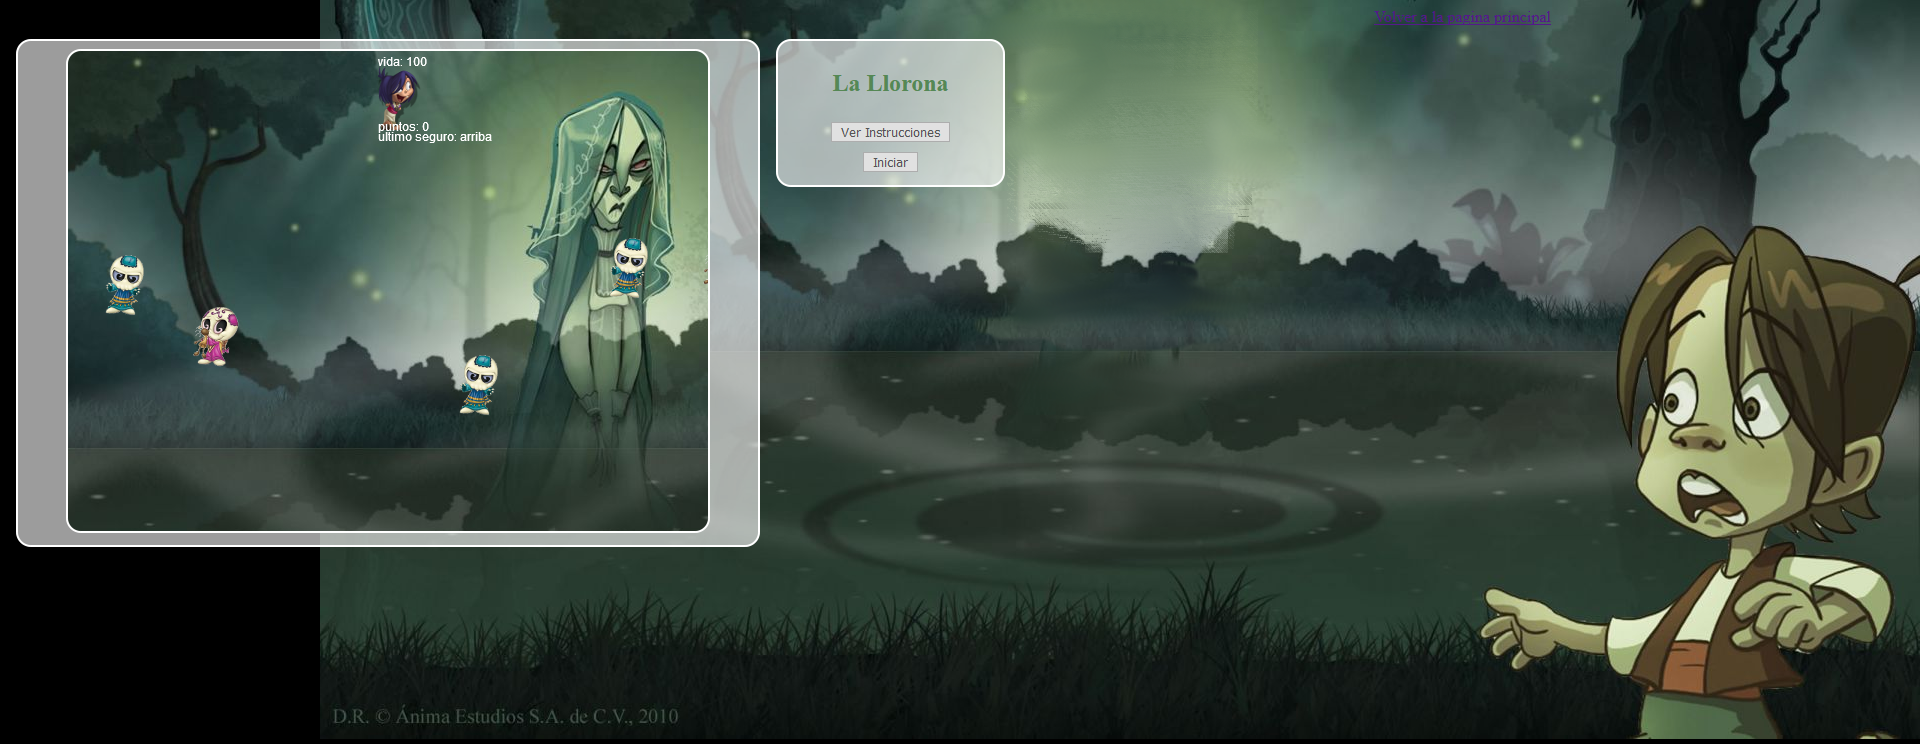 Volver a la pagina principal
vida: 100
puntos: 0
ultimo seguro: arriba
La Llorona
Ver Instrucciones
Iniciar
D.R. © Ánima Estudios S.A. de C.V., 2010